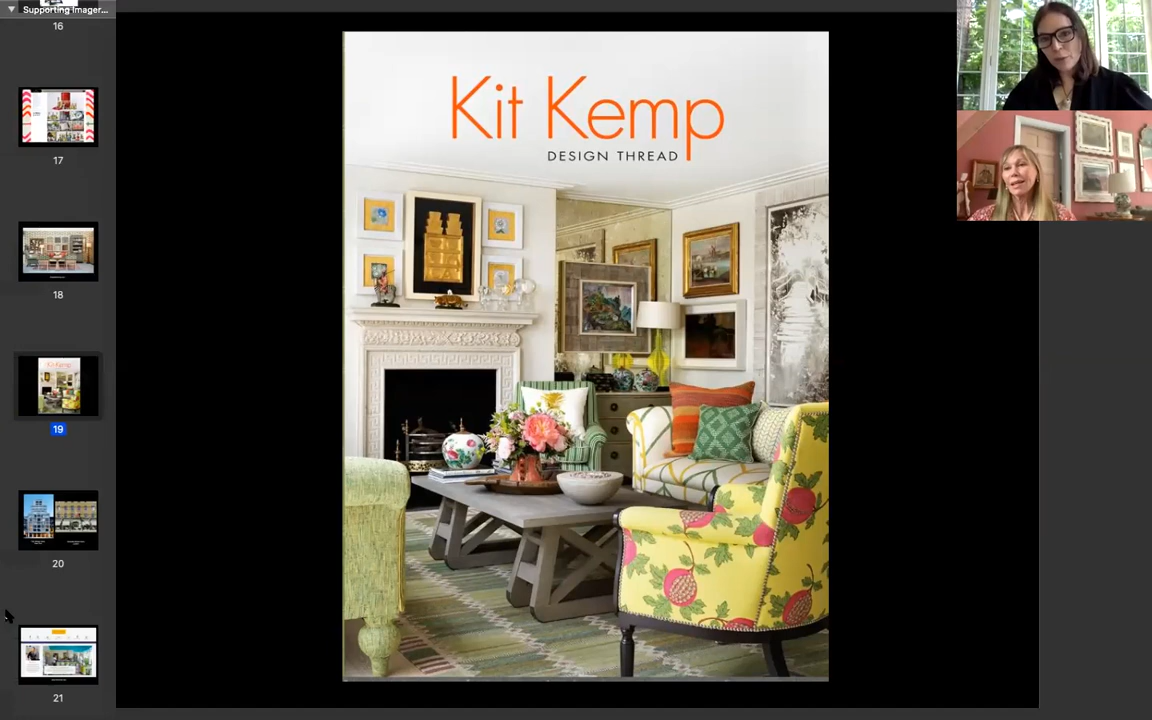 Supporting Imager...
16
17
18
19
20
21
Kit Kemp
DESIGN THREAD